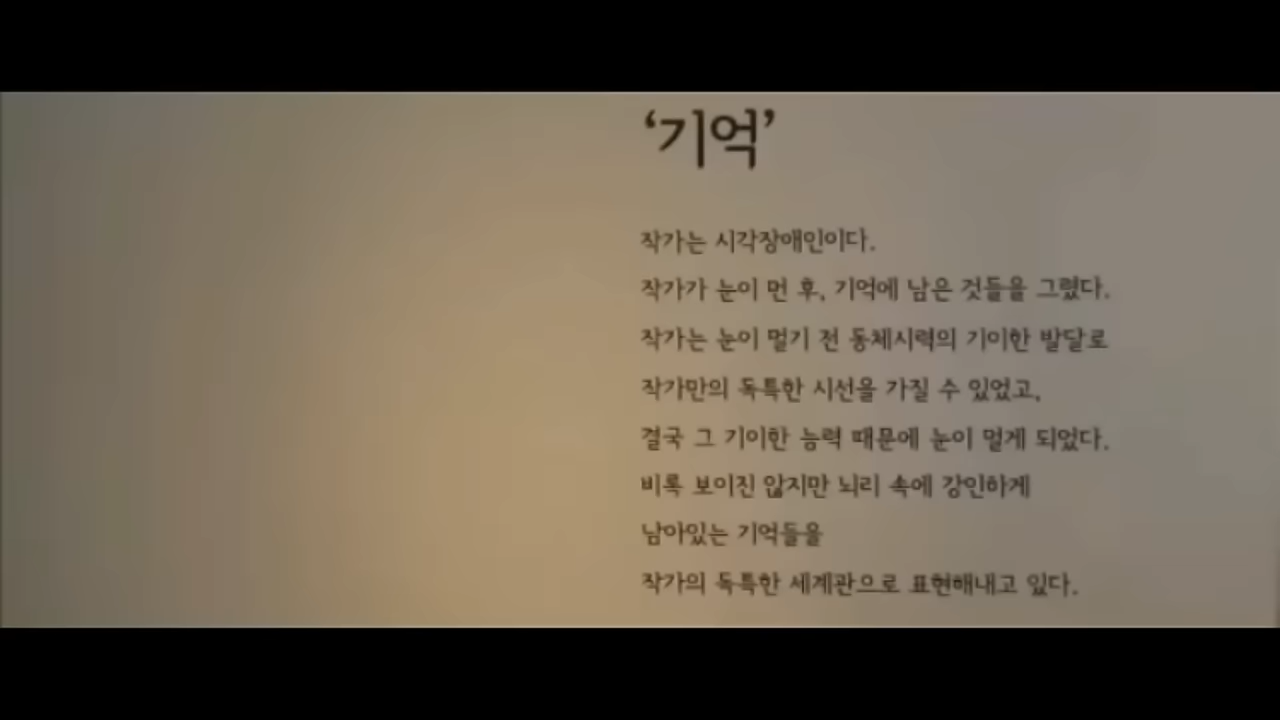 ‘기억’
작가는 시각장애인이다.
작가가 눈이 먼 후, 기억에 남은 것들을 그렸다.
작가는 눈이 멀기 전 동체시력의 기이한 발달로
작가만의 독특한 시선을 가질 수 있었고,
결국 그 기이한 능력 때문에 눈이 멀게 되었다.
비록 보이진 않지만 뇌리 속에 강인하게
남아있는 기억들을
작가의 독특한 세계관으로 표현해내고 있다.